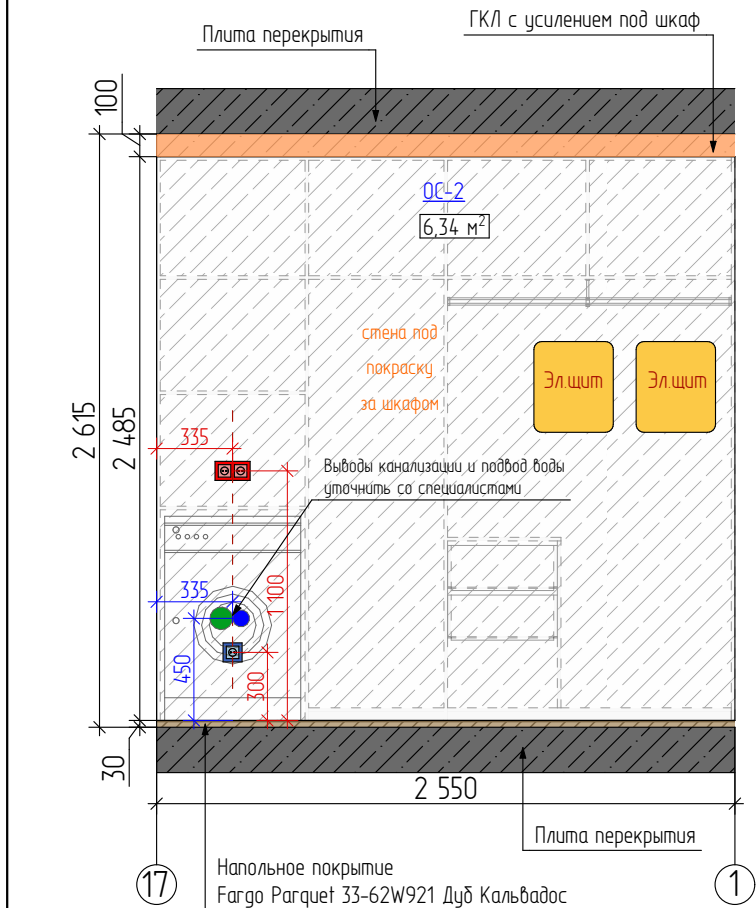 Плита перекрытия
ГКЛ с усилением под шкаф
100
ОС-2
6,34 м²
стена под
покраску
за шкафом
Эл.щит
Эл.щит
2 615
2 485
335
Выводы канализации и подвод воды
уточнить со специалистами
335
100
450
300
30
2 550
Плита перекрытия
17
Напольное покрытие
Fargo Parquet 33-62W921 Дуб Кальвадос
1